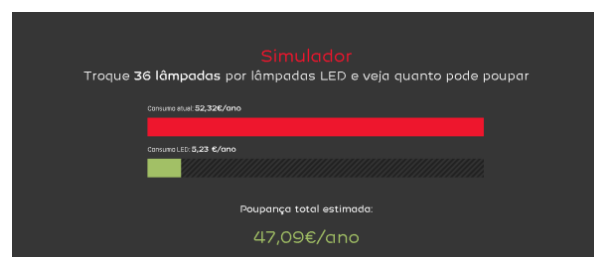 Simulador
Troque 36 lâmpadas por lâmpadas LED e veja quanto pode poupar
Consumo atual: 52,32€/ano
Consumo LED: 5,23 €/ano
Poupança total estimada:
47,09€/ano